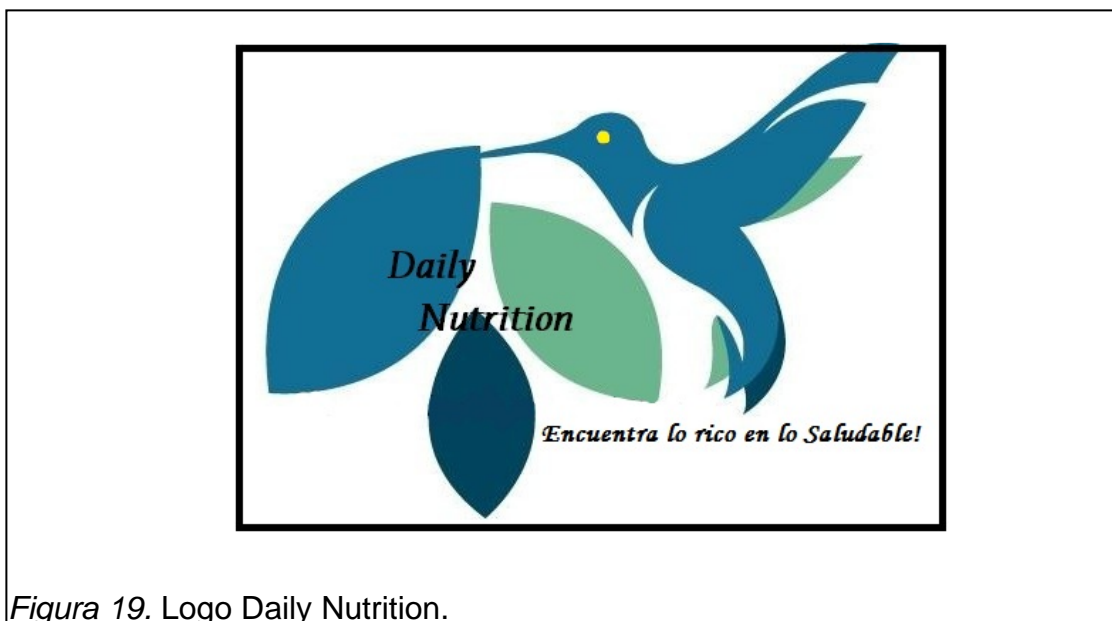 Daily
Nutrition
Encuentra lo rico en lo Saludable!
Figura 19. Logo Daily Nutrition.